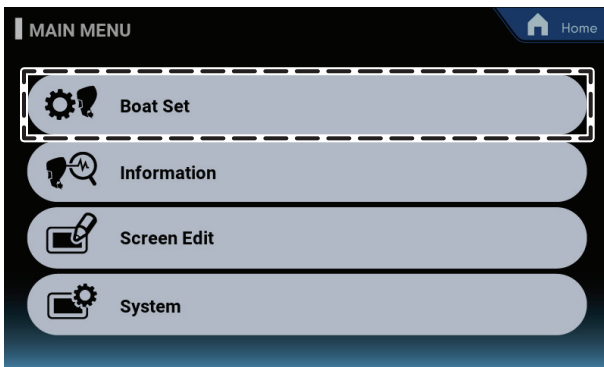 MAIN MENU
Home
Boat Set
Information
Screen Edit
System